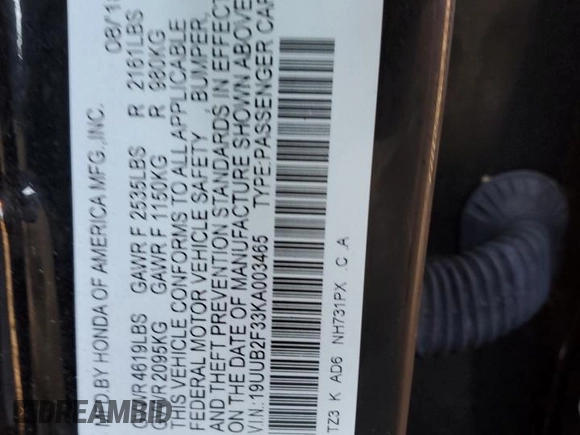 MFD BY HONDA OF AMERICA MFG.,INC. 08/1
GVWR 4619LBS GAWR F 2535LBS R 2161LBS
GVWR 2095KG GAWR F 1150KG R 980KG
THIS VEHICLE CONFORMS TO ALL APPLICABLE
FEDERAL MOTOR VEHICLE SAFETY BUMPER,
AND THEFT PREVENTION STANDARDS IN EFFECT
ON THE DATE OF MANUFACTURE SHOWN ABOVE
V.I.N.:19UUB2F33KA003465 TYPE:PASSENGER CAR
TZ3 K AD6 NH731PX .C .A
DREAMBID